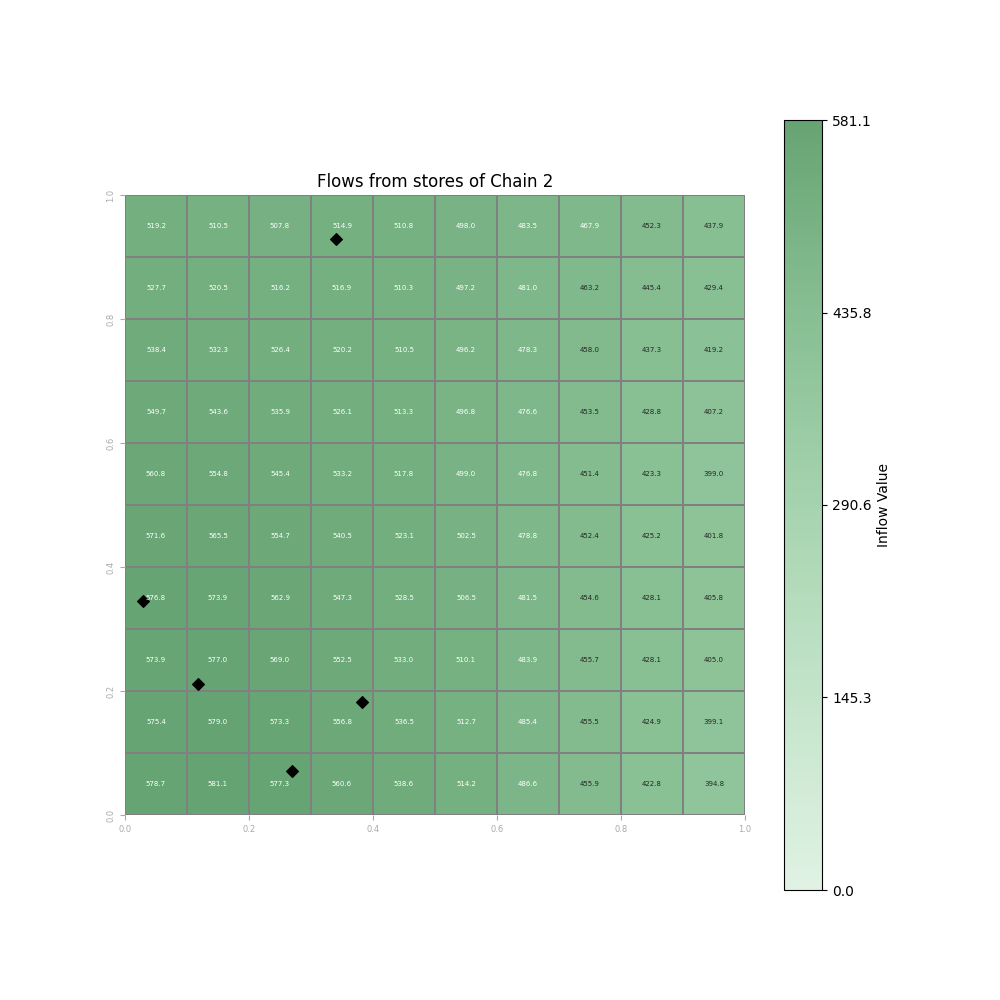 Flows from stores of Chain 2
1.0
519.2 510.5 507.8 514.9 510.8 498.0 483.5 467.9 452.3 437.9
527.7 520.5 516.2 516.9 510.3 497.2 481.0 463.2 445.4 429.4
0.8
538.4 532.3 526.4 520.2 510.5 496.2 478.3 458.0 437.3 419.2
549.7 543.6 535.9 526.1 513.3 496.8 476.6 453.5 428.8 407.2
0.6
560.8 554.8 545.4 533.2 517.8 499.0 476.8 451.4 423.3 399.0
571.6 565.5 554.7 540.5 523.1 502.5 478.8 452.4 425.2 401.8
0.4
576.8 573.9 562.9 547.3 528.5 506.5 481.5 454.6 428.1 405.8
573.9 577.0 569.0 552.5 533.0 510.1 483.9 455.7 428.1 405.0
0.2
575.4 579.0 573.3 556.8 536.5 512.7 485.4 455.5 424.9 399.1
578.7 581.1 577.3 560.6 538.6 514.2 486.6 455.9 422.8 394.8
0.0
0.0 0.2 0.4 0.6 0.8 1.0
581.1
435.8
290.6
145.3
0.0
Inflow Value